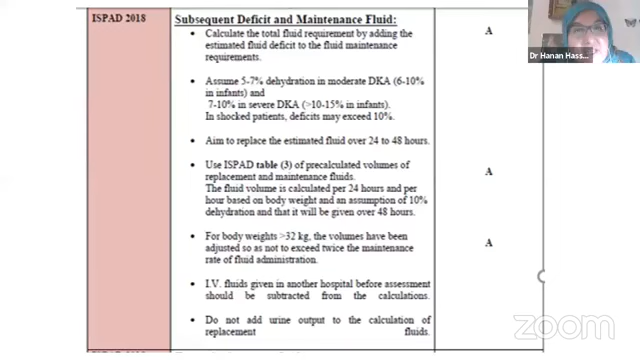 ISPAD 2018
Subsequent Deficit and Maintenance Fluid:
• Calculate the total fluid requirement by adding the
estimated fluid deficit to the fluid maintenance
requirements.
A
• Assume 5-7% dehydration in moderate DKA (6-10%
in infants) and
7-10% in severe DKA (>10-15% in infants).
In shocked patients, deficits may exceed 10%.
• Aim to replace the estimated fluid over 24 to 48 hours.
• Use ISPAD table (3) of precalculated volumes of
replacement and maintenance fluids.
A
The fluid volume is calculated per 24 hours and per
hour based on body weight and an assumption of 10%
dehydration and that it will be given over 48 hours.
• For body weights >32 kg, the volumes have been
adjusted so as not to exceed twice the maintenance
rate of fluid administration.
A
• I.V. fluids given in another hospital before assessment
should be subtracted from the calculations.
• Do not add urine output to the calculation of
replacement fluids.
Dr Hanan Hass...
zoom